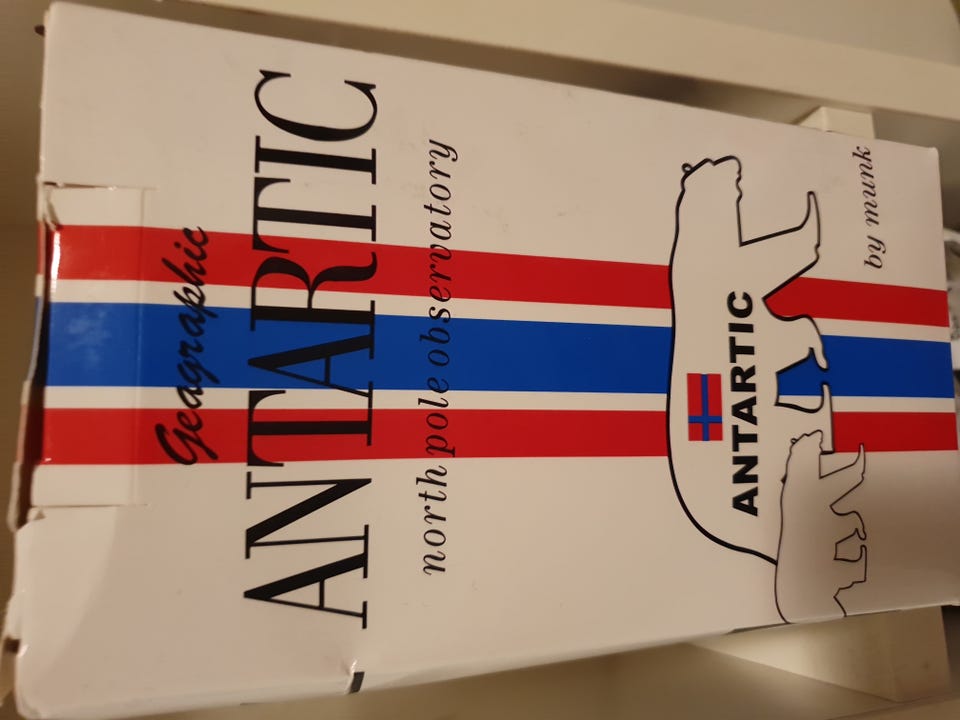 Geagraphic
ANTARTIC
north pole observatory
ANTARTIC
by munk